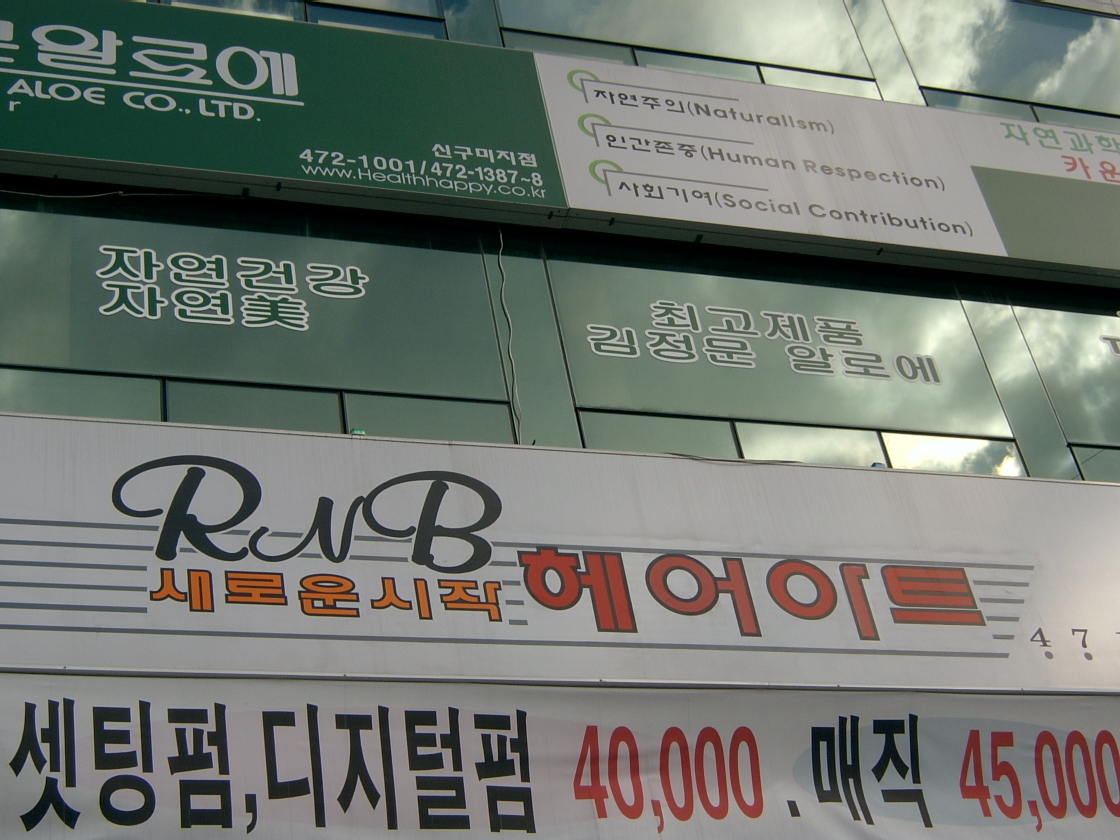 알로에
ALOE CO., LTD.
r
신구미지점
472-1001/472-1387~8
www.Healthhappy.co.kr
자연주의(Naturalism)
인간존중(Human Respection)
사회기여(Social Contribution)
자연과학
카운
자연건강
자연美
최고제품
김정문 알로에
RNB
새로운시작 헤어아트
4 7
셋팅펌,디지털펌 40,000 . 매직 45,000